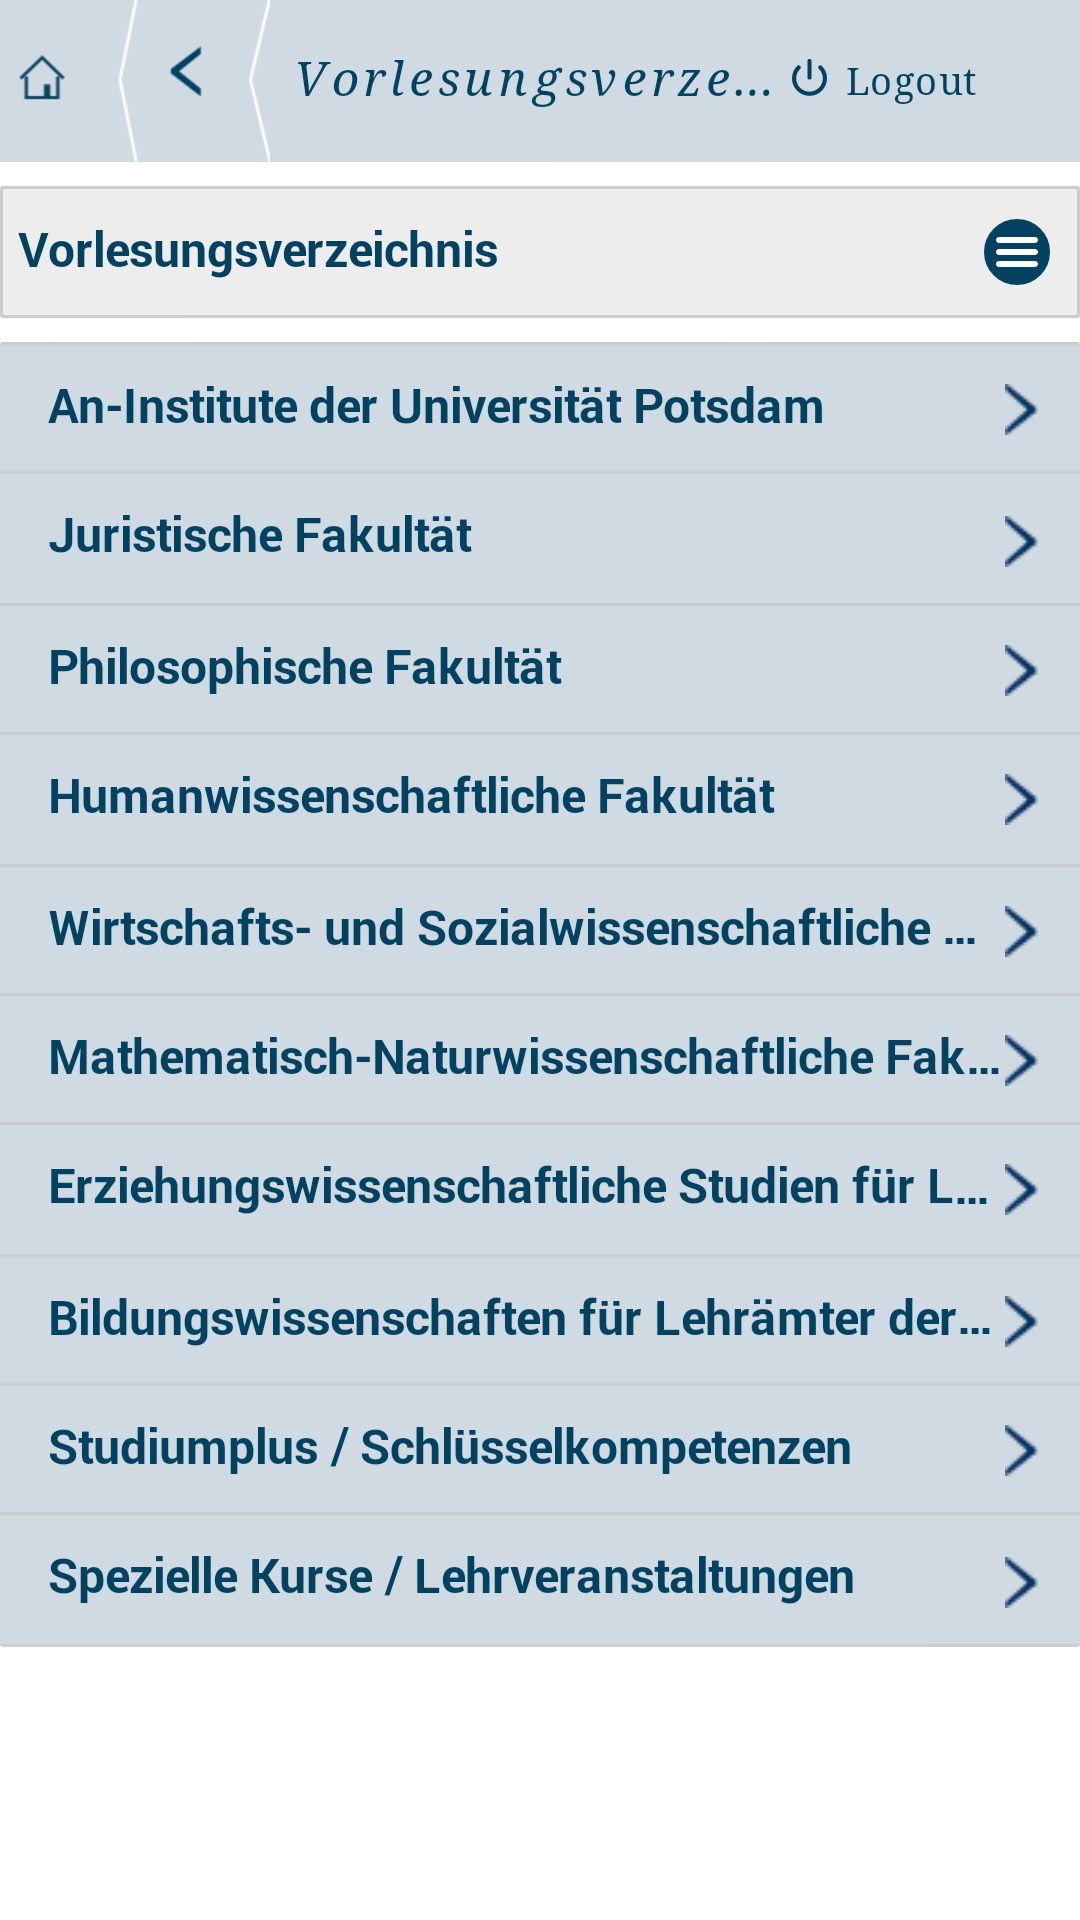 Vorlesungsverze... Logout
Vorlesungsverzeichnis
An-Institute der Universität Potsdam
Juristische Fakultät
Philosophische Fakultät
Humanwissenschaftliche Fakultät
Wirtschafts- und Sozialwissenschaftliche ...
Mathematisch-Naturwissenschaftliche Fak...
Erziehungswissenschaftliche Studien für L...
Bildungswissenschaften für Lehrämter der...
Studiumplus / Schlüsselkompetenzen
Spezielle Kurse / Lehrveranstaltungen